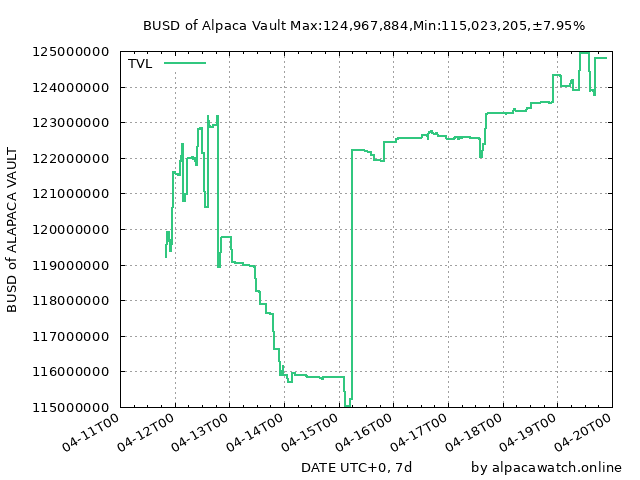 BUSD of Alpaca Vault Max:124,967,884,Min:115,023,205,±7.95%
TVL
BUSD of ALAPACA VAULT
125000000
124000000
123000000
122000000
121000000
120000000
119000000
118000000
117000000
116000000
115000000
04-11T00
04-12T00
04-13T00
04-14T00
04-15T00
04-16T00
04-17T00
04-18T00
04-19T00
04-20T00
DATE UTC+0, 7d
by alpacawatch.online